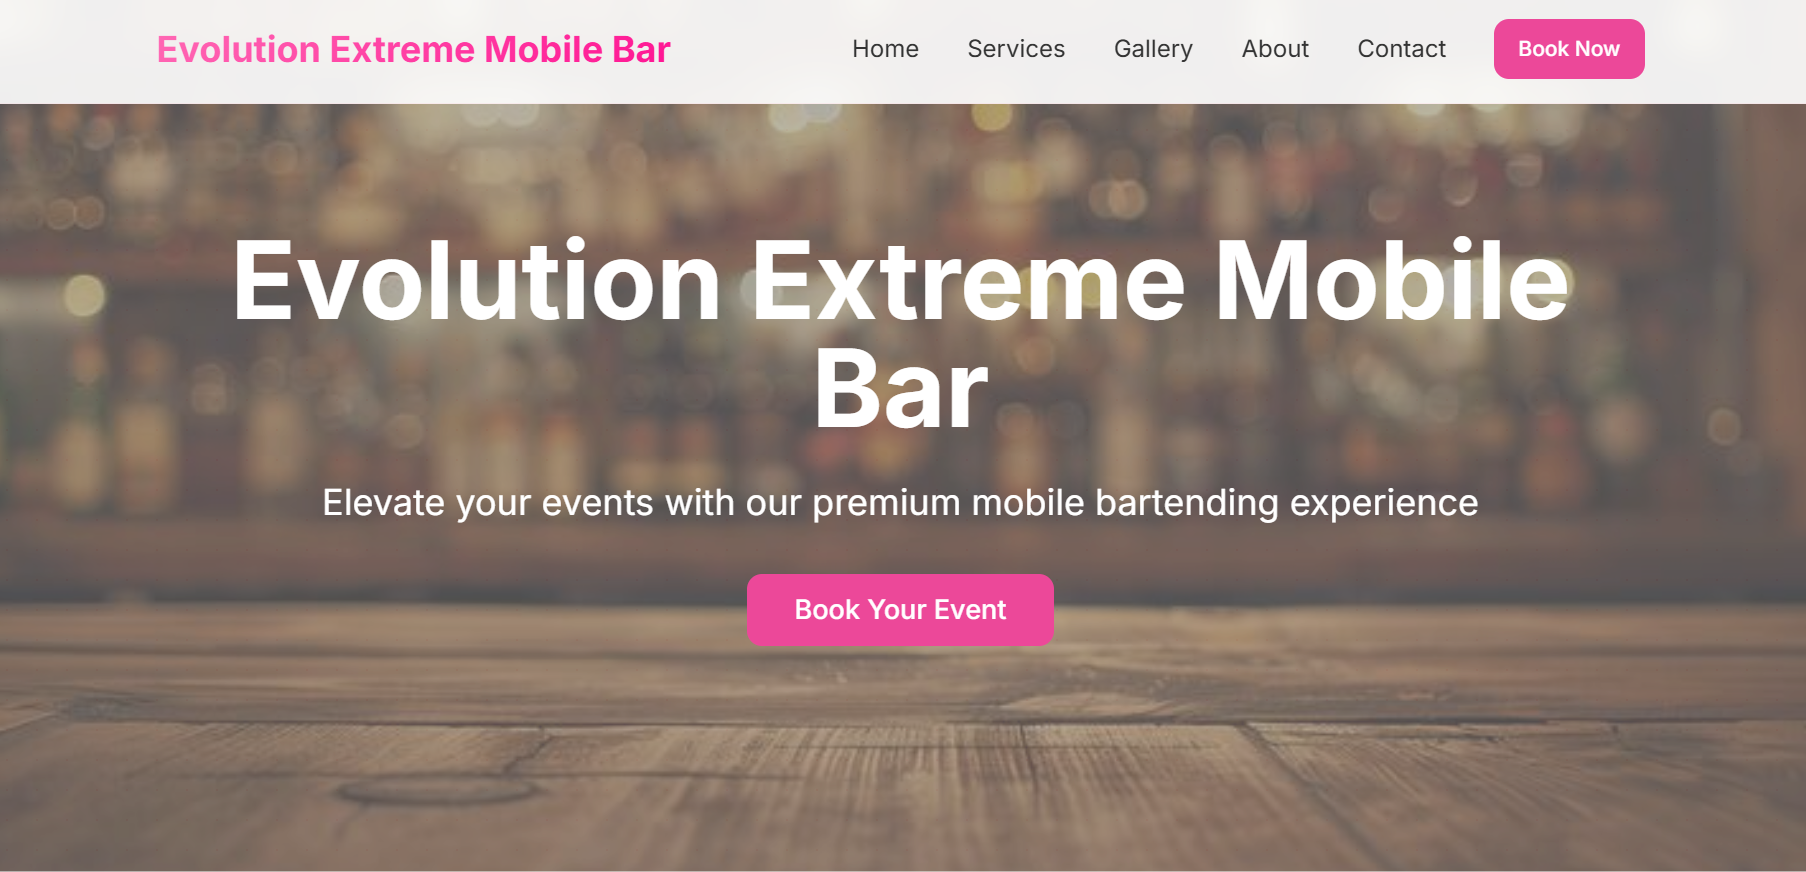 Evolution Extreme Mobile Bar
Home
Services
Gallery
About
Contact
Book Now
Evolution Extreme Mobile
Bar
Elevate your events with our premium mobile bartending experience
Book Your Event